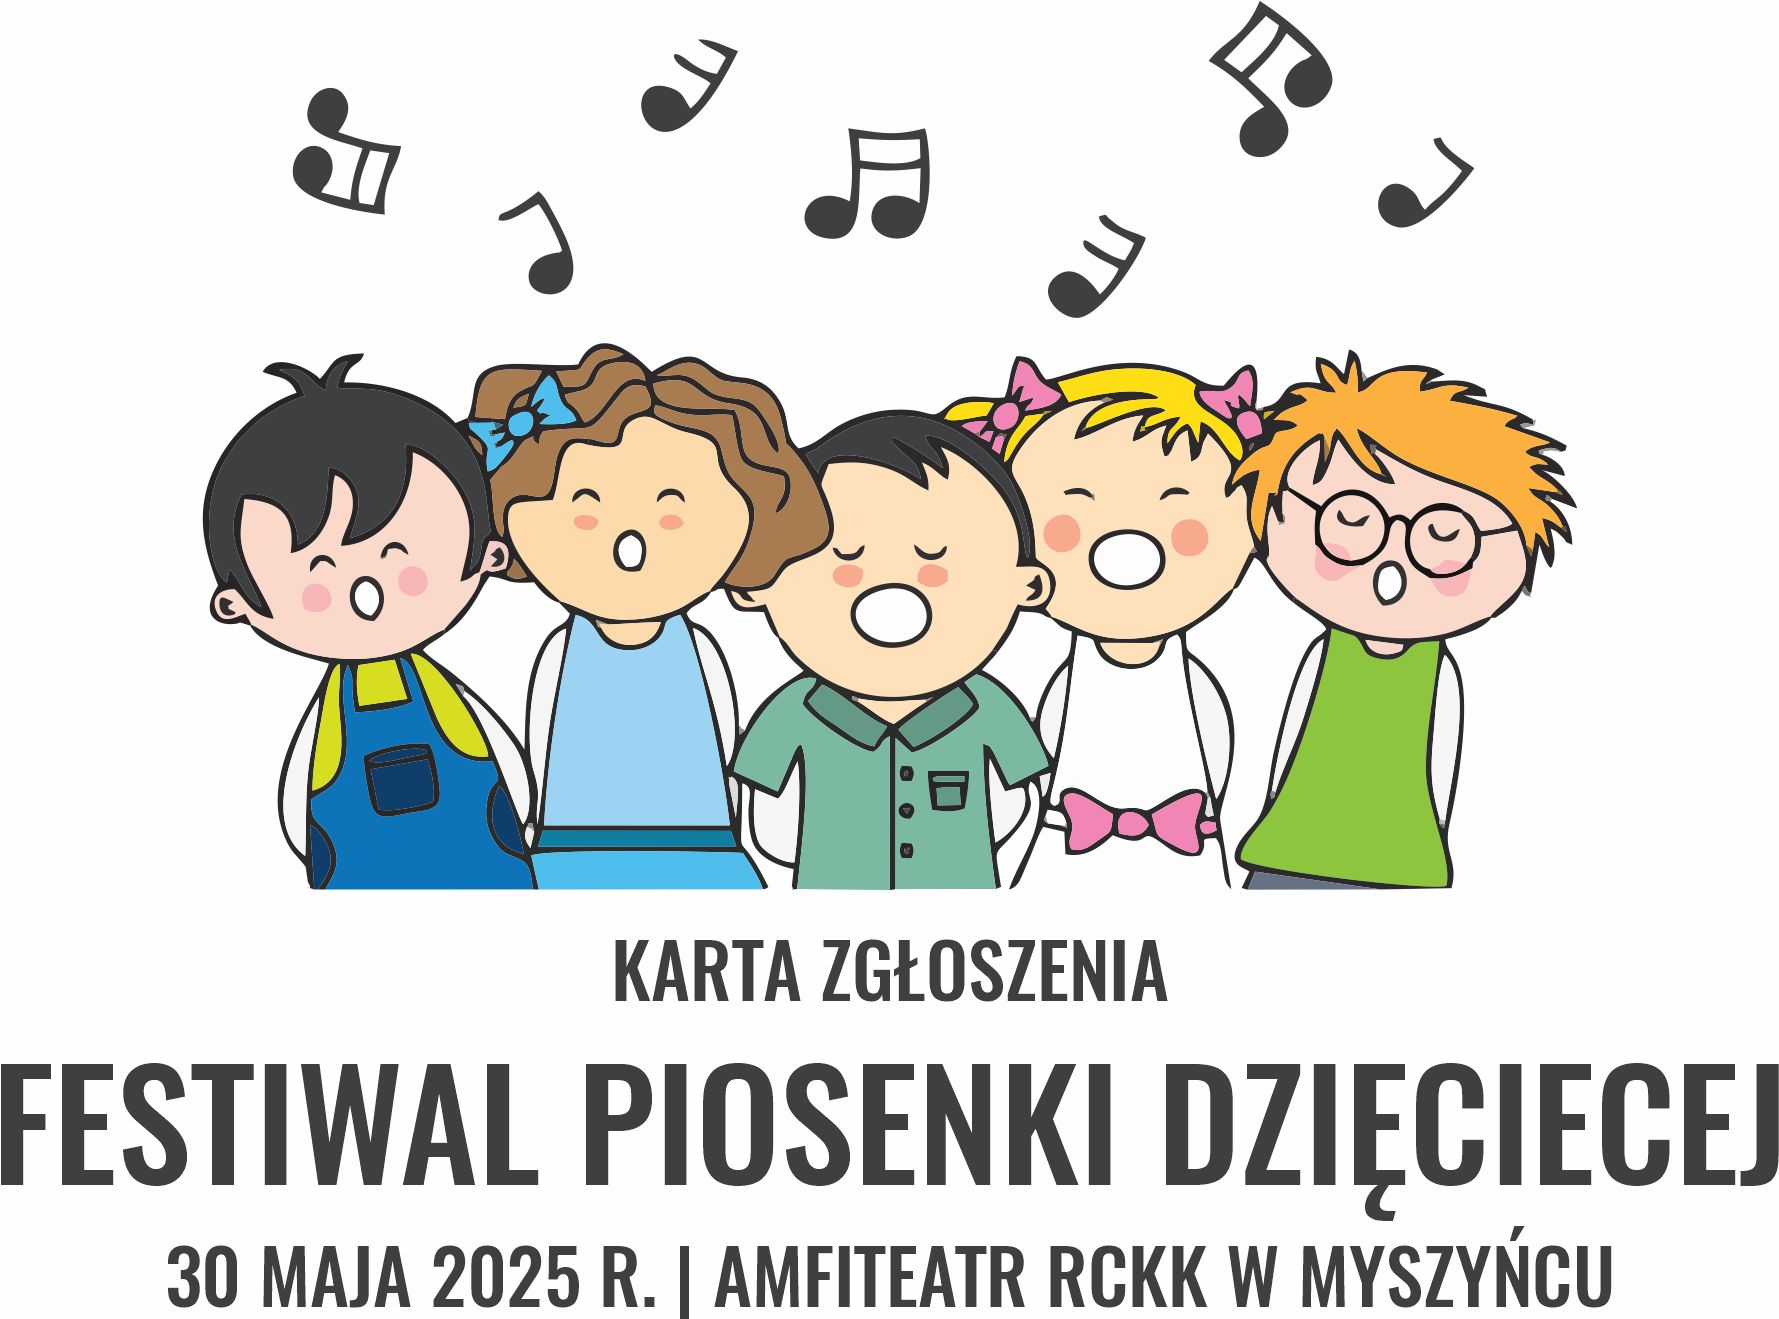 KARTA ZGŁOSZENIA
FESTIWAL PIOSENKI DZIĘCIECEJ
30 MAJA 2025 R. | AMFITEATR RCKK W MYSZYŃCU